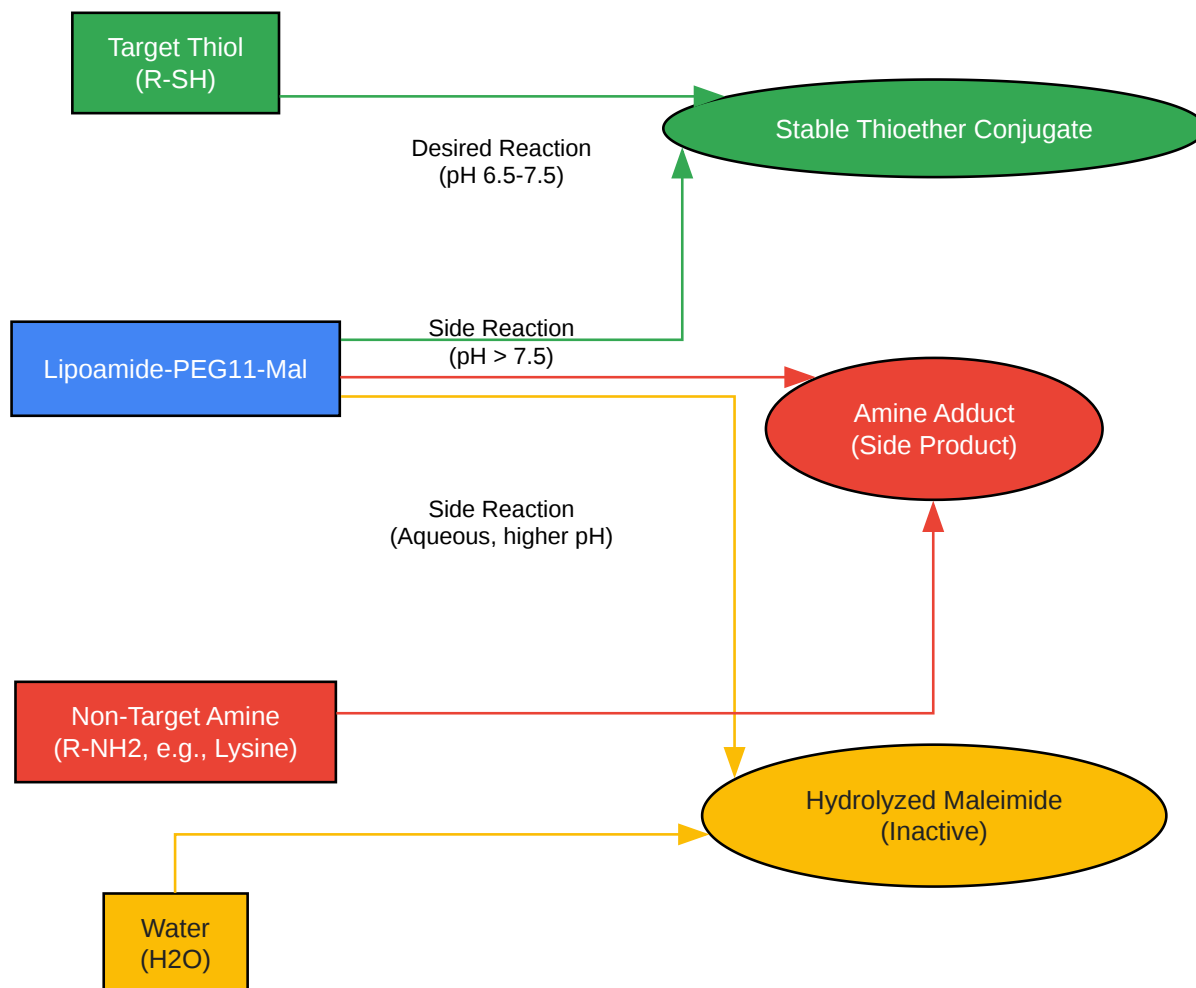 Target Thiol
(R-SH)
Stable Thioether Conjugate
Desired Reaction
(pH 6.5-7.5)
Side Reaction
(pH > 7.5)
Lipoamide-PEG11-Mal
Amine Adduct
(Side Product)
Side Reaction
(Aqueous, higher pH)
Non-Target Amine
(R-NH2, e.g., Lysine)
Hydrolyzed Maleimide
(Inactive)
Water
(H2O)